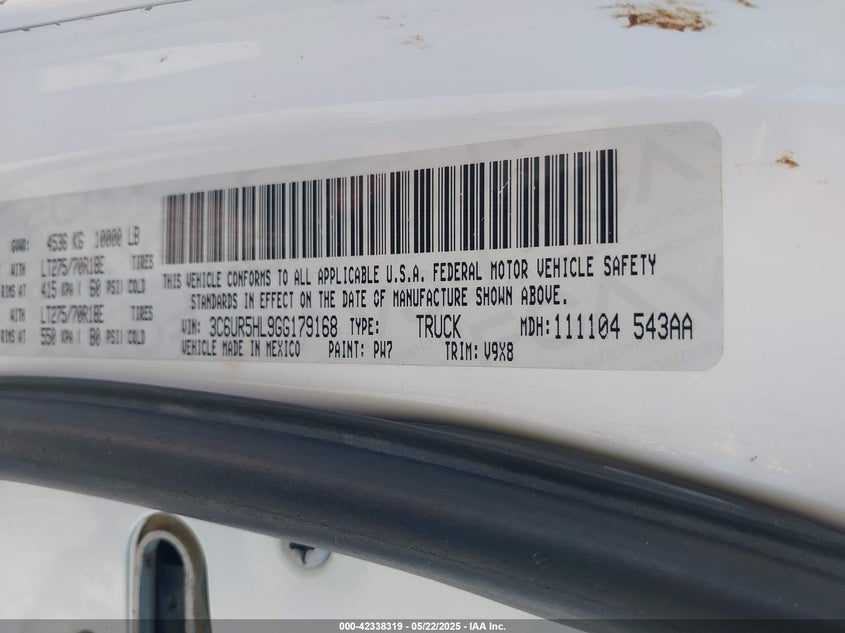 GVWR: 4536 KG 10000 LB
WITH LT275/70R18E TIRES
RIMS AT 415 KPA ( 60 PSI) COLD
WITH LT275/70R18E TIRES
RIMS AT 550 KPA ( 80 PSI) COLD
THIS VEHICLE CONFORMS TO ALL APPLICABLE U.S.A. FEDERAL MOTOR VEHICLE SAFETY
STANDARDS IN EFFECT ON THE DATE OF MANUFACTURE SHOWN ABOVE.
VIN: 3C6UR5HL9GG179168 TYPE: TRUCK MDH: 111104 543AA
VEHICLE MADE IN MEXICO PAINT: PW7 TRIM: V9X8
000-42338319 - 05/22/2025 - IAA Inc.